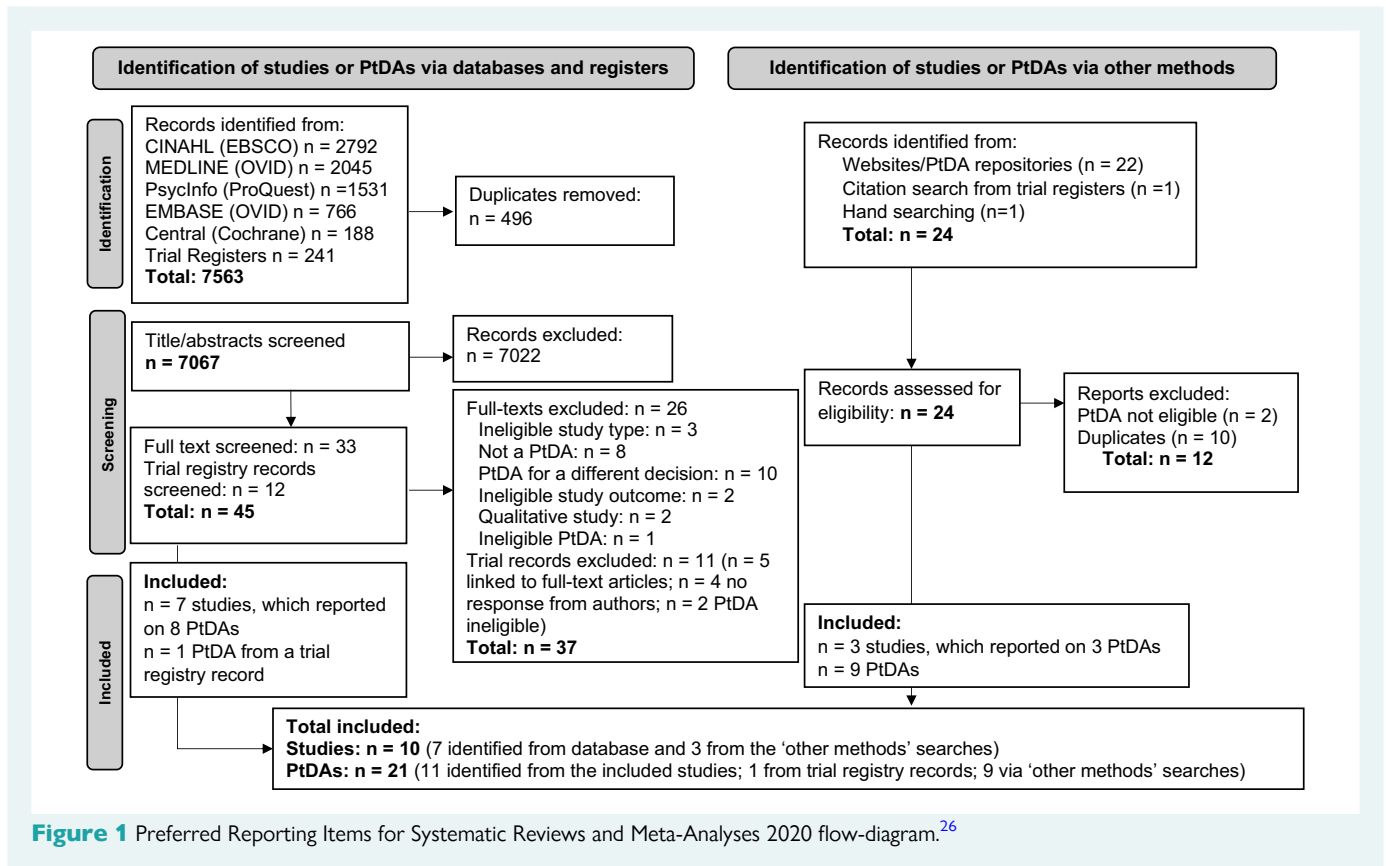 Identification of studies or PtDAs via databases and registers
Identification of studies or PtDAs via other methods
Identification
Records identified from:
CINAHL (EBSCO) n = 2792
MEDLINE (OVID) n = 2045
PsycInfo (ProQuest) n =1531
EMBASE (OVID) n = 766
Central (Cochrane) n = 188
Trial Registers n = 241
Total: 7563
Duplicates removed:
n = 496
Records identified from:
Websites/PtDA repositories (n = 22)
Citation search from trial registers (n =1)
Hand searching (n=1)
Total: n = 24
Screening
Title/abstracts screened
n = 7067
Records excluded:
n = 7022
Full text screened: n = 33
Trial registry records
screened: n = 12
Total: n = 45
Full-texts excluded: n = 26
Ineligible study type: n = 3
Not a PtDA: n = 8
PtDA for a different decision: n = 10
Ineligible study outcome: n = 2
Qualitative study: n = 2
Ineligible PtDA: n = 1
Trial records excluded: n = 11 (n = 5
linked to full-text articles; n = 4 no
response from authors; n = 2 PtDA
ineligible)
Total: n = 37
Records assessed for
eligibility: n = 24
Reports excluded:
PtDA not eligible (n = 2)
Duplicates (n = 10)
Total: n = 12
Included
Included:
n = 7 studies, which reported
on 8 PtDAs
n = 1 PtDA from a trial
registry record
Included:
n = 3 studies, which reported on 3 PtDAs
n = 9 PtDAs
Total included:
Studies: n = 10 (7 identified from database and 3 from the ‘other methods’ searches)
PtDAs: n = 21 (11 identified from the included studies; 1 from trial registry records; 9 via ‘other methods’ searches)
Figure 1 Preferred Reporting Items for Systematic Reviews and Meta-Analyses 2020 flow-diagram.26